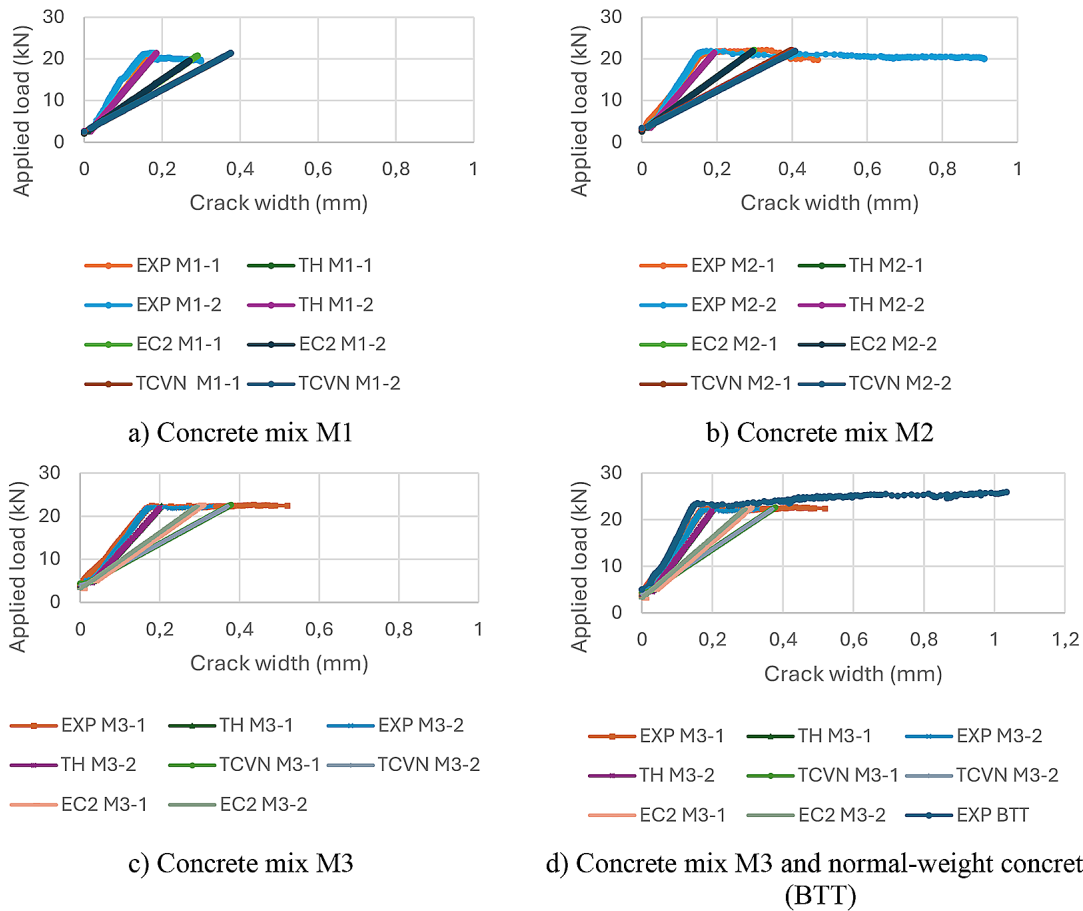 30
20
10
0
0 0,2 0,4 0,6 0,8 1
Applied load (kN)
Crack width (mm)
EXP M1-1 TH M1-1
EXP M1-2 TH M1-2
EC2 M1-1 EC2 M1-2
TCVN M1-1 TCVN M1-2
a) Concrete mix M1
30
20
10
0
0 0,2 0,4 0,6 0,8 1
Applied load (kN)
Crack width (mm)
EXP M2-1 TH M2-1
EXP M2-2 TH M2-2
EC2 M2-1 EC2 M2-2
TCVN M2-1 TCVN M2-2
b) Concrete mix M2
30
20
10
0
0 0,2 0,4 0,6 0,8 1
Applied load (kN)
Crack width (mm)
EXP M3-1 TH M3-1 EXP M3-2
TH M3-2 TCVN M3-1 TCVN M3-2
EC2 M3-1 EC2 M3-2
c) Concrete mix M3
30
20
10
0
0 0,2 0,4 0,6 0,8 1 1,2
Applied load (kN)
Crack width (mm)
EXP M3-1 TH M3-1 EXP M3-2
TH M3-2 TCVN M3-1 TCVN M3-2
EC2 M3-1 EC2 M3-2 EXP BTT
d) Concrete mix M3 and normal-weight concret
(BTT)